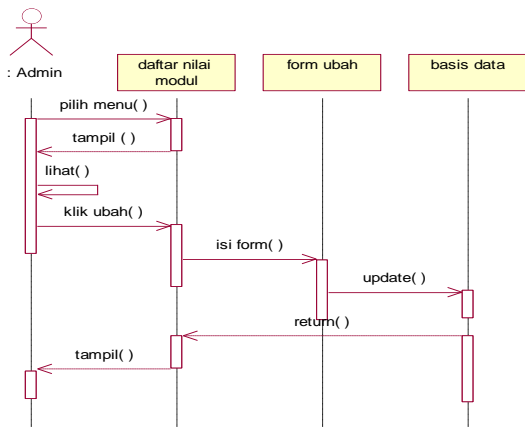 : Admin
daftar nilai
modul
form ubah
basis data
pilih menu( )
tampil ( )
lihat( )
klik ubah( )
isi form( )
update( )
return( )
tampil( )